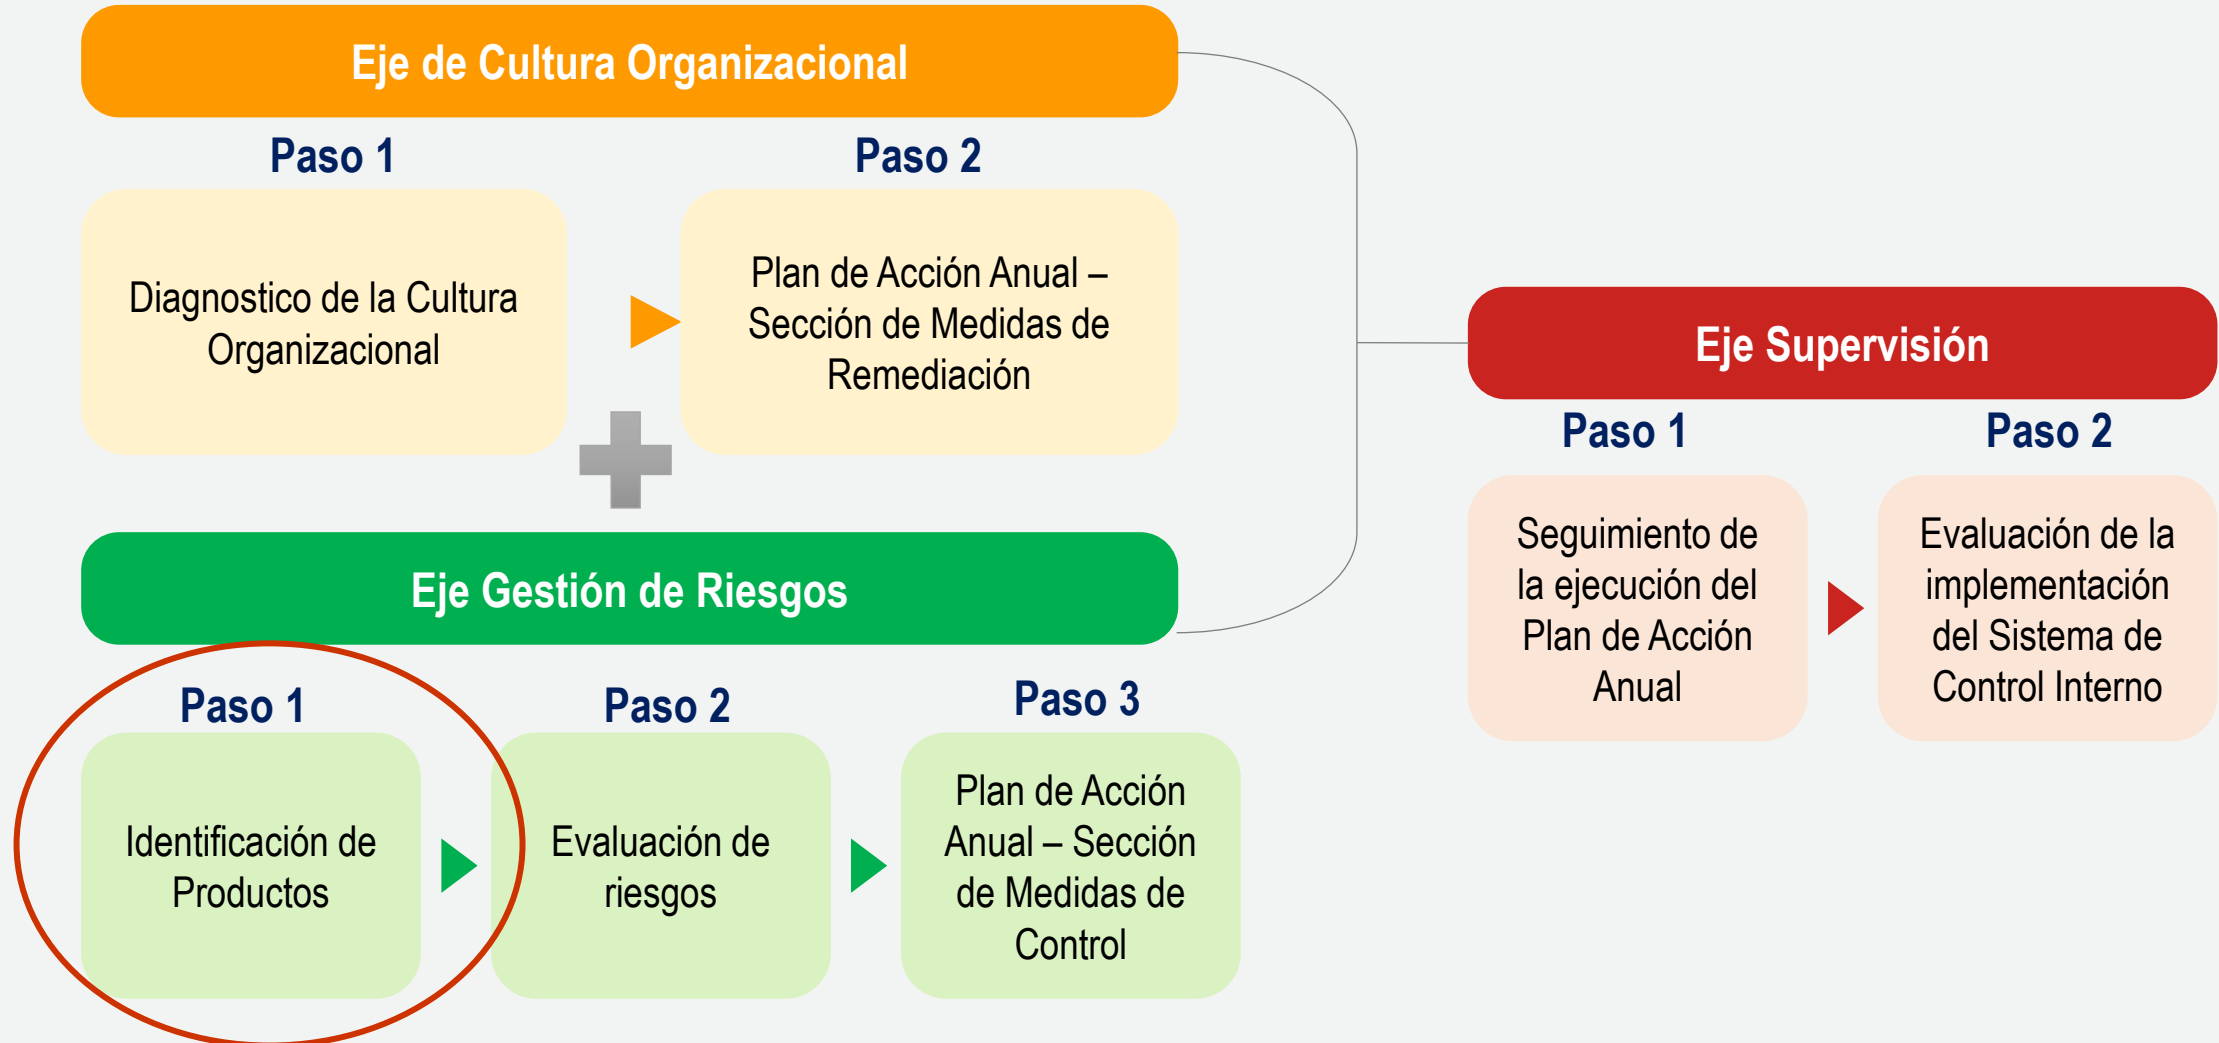 Eje de Cultura Organizacional
Paso 1
Diagnostico de la Cultura
Organizacional
Paso 2
Plan de Acción Anual –
Sección de Medidas de
Remediación
Eje Gestión de Riesgos
Paso 1
Identificación de
Productos
Paso 2
Evaluación de
riesgos
Paso 3
Plan de Acción
Anual – Sección
de Medidas de
Control
Eje Supervisión
Paso 1
Seguimiento de
la ejecución del
Plan de Acción
Anual
Paso 2
Evaluación de la
implementación
del Sistema de
Control Interno